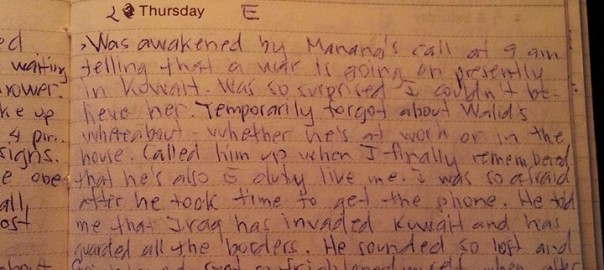 2 Thursday E
ed
, Was awakened by Manang's call at 9 am
waiting telling that a war is going on presently
rower. in Kuwait. Was so surprised I couldn't be-
ke up lieve her. Temporarily forgot about Walid's
4 pm. whereabout - whether he's at work or in the
signs. house. Called him up when I finally remembered
e obe that he's also E duty like me. I was so afraid
all, after he took time to get the phone. He told
ost me that Iraq has invaded Kuwait and has
guarded all the borders. He sounded so lost and
about